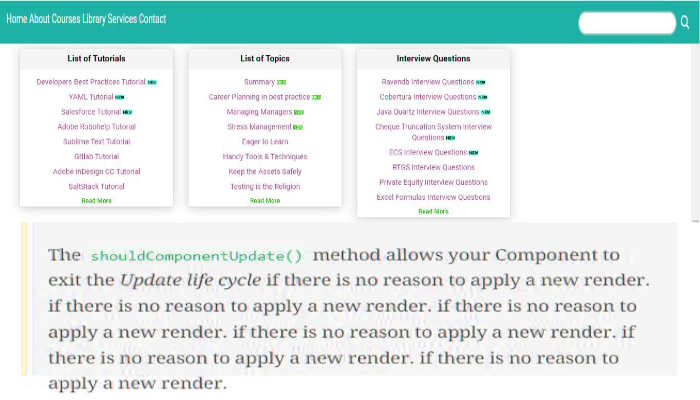 Home About Courses Library Services Contact
List of Tutorials
Developers Best Practices Tutorial NEW
YAML Tutorial NEW
Salesforce Tutorial NEW
Adobe Robohelp Tutorial
Sublime Text Tutorial
Gitlab Tutorial
Adobe InDesign CC Tutorial
SaltStack Tutorial
Read More
List of Topics
Summary
Career Planning in best practice
Managing Managers
Stress Management
Eager to Learn
Handy Tools & Techniques
Keep the Assets Safely
Testing is the Religion
Read More
Interview Questions
Ravendb Interview Questions NEW
Cobertura Interview Questions NEW
Java Quartz Interview Questions NEW
Cheque Truncation System Interview
Questions NEW
ECS Interview Questions NEW
RTGS Interview Questions
Private Equity Interview Questions
Excel Formulas Interview Questions
Read More
The shouldComponentUpdate() method allows your Component to
exit the Update life cycle if there is no reason to apply a new render.
if there is no reason to apply a new render. if there is no reason to
apply a new render. if there is no reason to apply a new render. if
there is no reason to apply a new render. if there is no reason to
apply a new render.